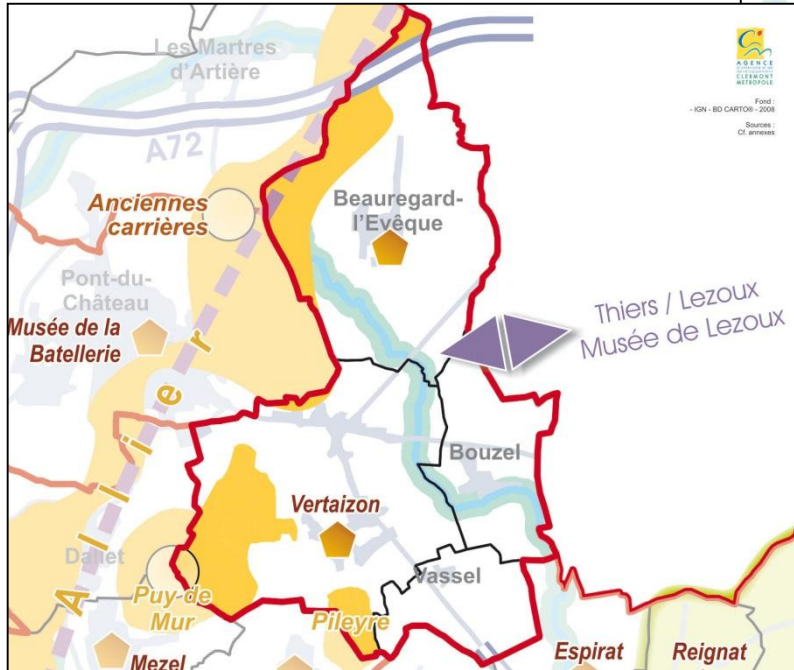 Les Martres
d'Artière
A72
AGENCE
CLERMONT
METROPOLE
Fond :
- IGN - BD CARTO® - 2008
Sources :
Cf. annexes
Anciennes
carrières
Beauregard-
l'Evêque
Pont-du-
Château
Musée de la
Batellerie
Thiers / Lezoux
Musée de Lezoux
Allier
Bouzel
Vertaizon
Dallet
Vassel
Puy de
Mur
Pileyre
Mezel
Espirat
Reignat